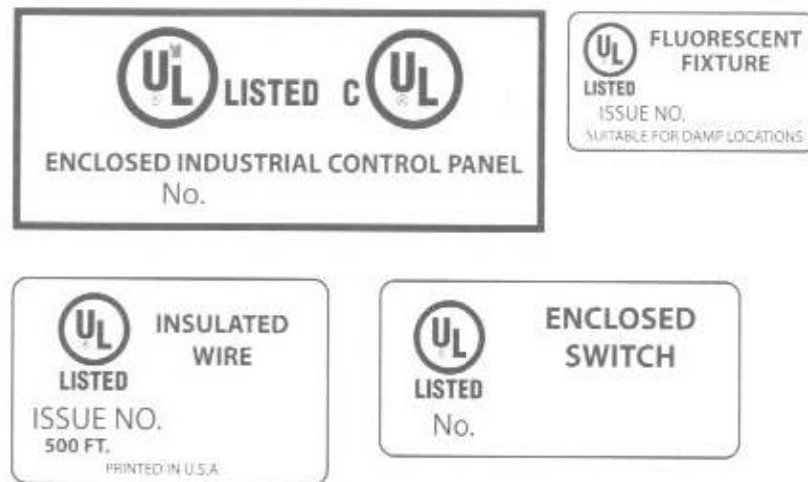 UL LISTED C UL
ENCLOSED INDUSTRIAL CONTROL PANEL
No.
UL FLUORESCENT
FIXTURE
LISTED
ISSUE NO.
SUITABLE FOR DAMP LOCATIONS
UL INSULATED
WIRE
LISTED
ISSUE NO.
500 FT.
PRINTED IN U.S.A
UL ENCLOSED
SWITCH
LISTED
No.